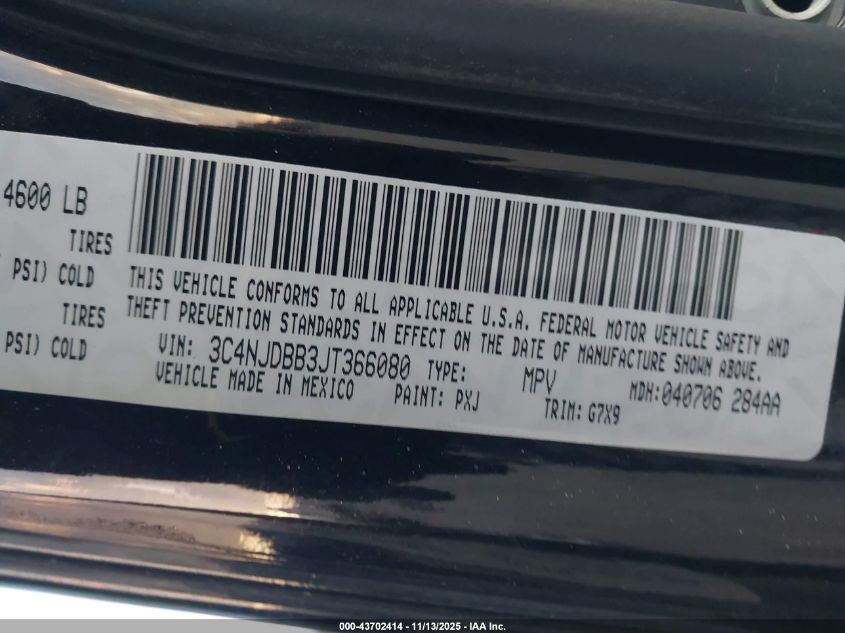 4600 LB
TIRES
PSI) COLD
TIRES
PSI) COLD
THIS VEHICLE CONFORMS TO ALL APPLICABLE U.S.A. FEDERAL MOTOR VEHICLE SAFETY AND
THEFT PREVENTION STANDARDS IN EFFECT ON THE DATE OF MANUFACTURE SHOWN ABOVE.
VIN: 3C4NJDBB3JT366080 TYPE: MPV MDH:040706 284AA
VEHICLE MADE IN MEXICO PAINT: PXJ TRIM: G7X9
000-43702414 - 11/13/2025 - IAA Inc.